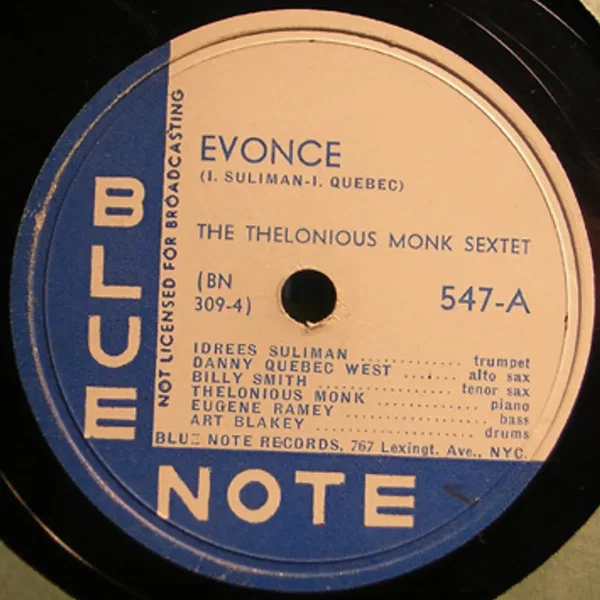 EVONCE
(I. SULIMAN-I. QUEBEC)
THE THELONIOUS MONK SEXTET
(BN
309-4)
547-A
IDREES SULIMAN .............. trumpet
DANNY QUEBEC WEST ...... alto sax
BILLY SMITH .................. tenor sax
THELONIOUS MONK ............... piano
EUGENE RAMEY .................... bass
ART BLAKEY ...................... drums
BLUE NOTE RECORDS, 767 Lexingt. Ave., NYC.
NOT LICENSED FOR BROADCASTING
BLUE
NOTE